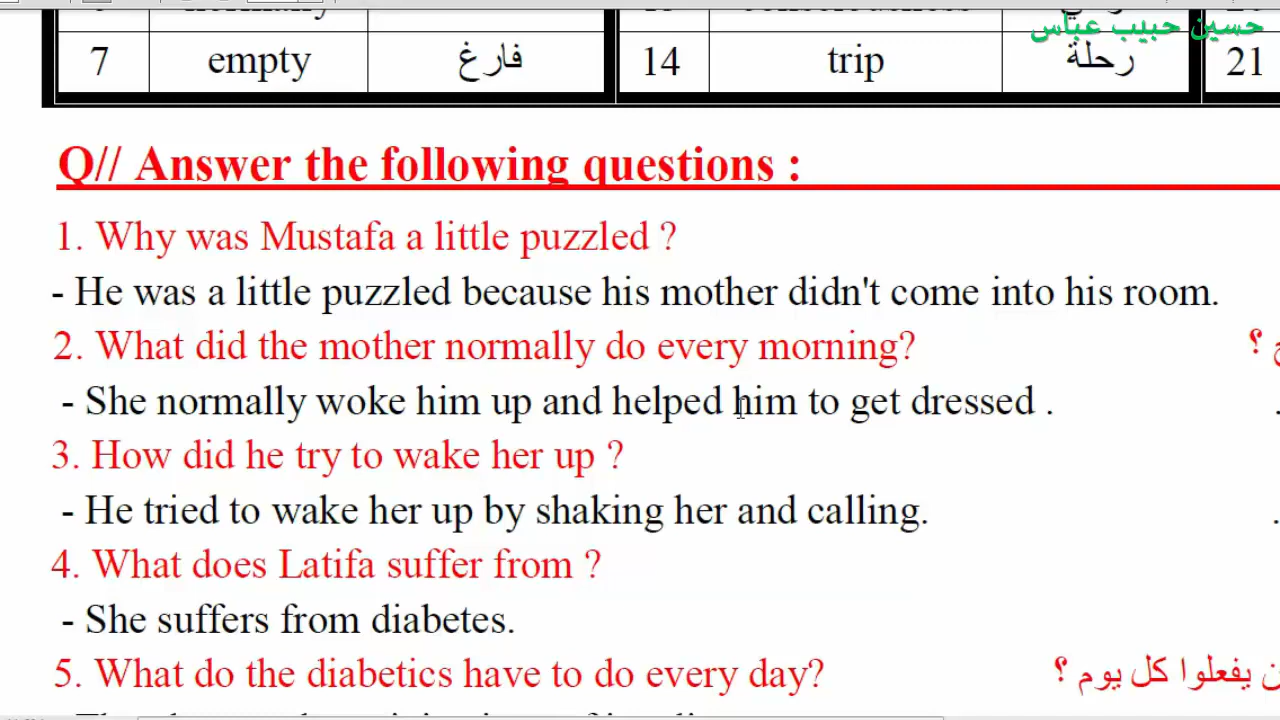 حسين حبيب عباس
7 empty فارغ 14 trip رحلة 21
Q// Answer the following questions :
1. Why was Mustafa a little puzzled ?
- He was a little puzzled because his mother didn't come into his room.
2. What did the mother normally do every morning? ؟
- She normally woke him up and helped him to get dressed .
3. How did he try to wake her up ?
- He tried to wake her up by shaking her and calling.
4. What does Latifa suffer from ?
- She suffers from diabetes.
5. What do the diabetics have to do every day? يفعلوا كل يوم ؟